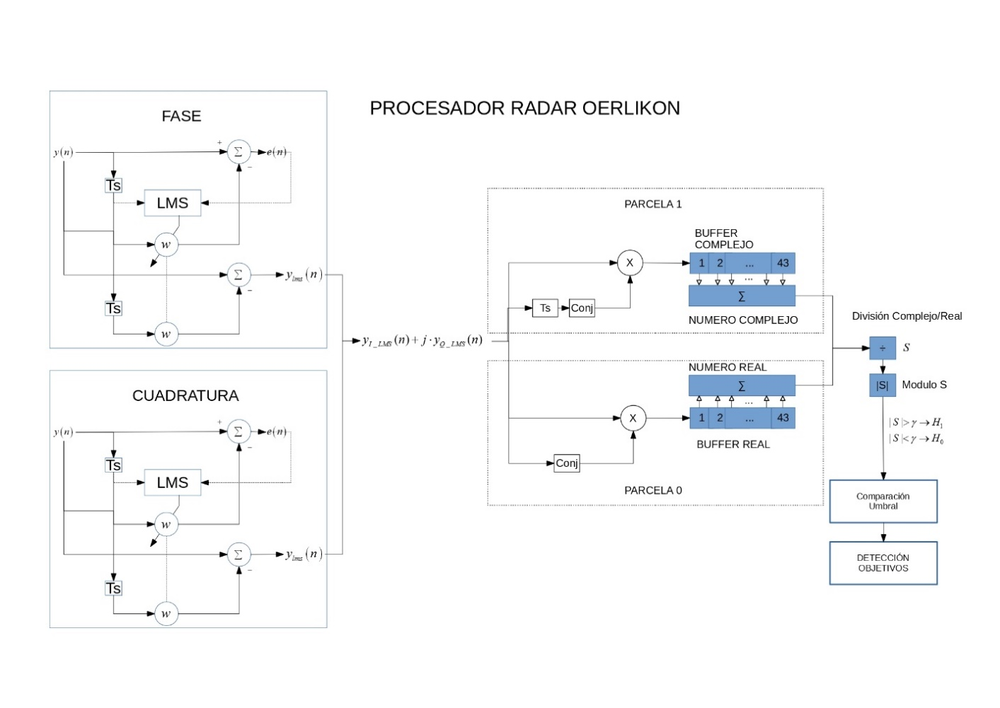 PROCESADOR RADAR OERLIKON
FASE
y(n)
+
Σ
e(n)
−
Ts
LMS
w
Σ
y_lms(n)
−
Ts
w
CUADRATURA
y(n)
+
Σ
e(n)
−
Ts
LMS
w
Σ
y_lms(n)
−
Ts
w
y_I_LMS(n) + j · y_Q_LMS(n)
PARCELA 1
BUFFER
COMPLEJO
X
1 2 ... 43
...
Σ
Ts
Conj
NUMERO COMPLEJO
NUMERO REAL
Σ
...
X
1 2 ... 43
BUFFER REAL
Conj
PARCELA 0
División Complejo/Real
÷ S
|S| Modulo S
|S|> γ → H₁
|S|< γ → H₀
Comparación
Umbral
DETECCIÓN
OBJETIVOS